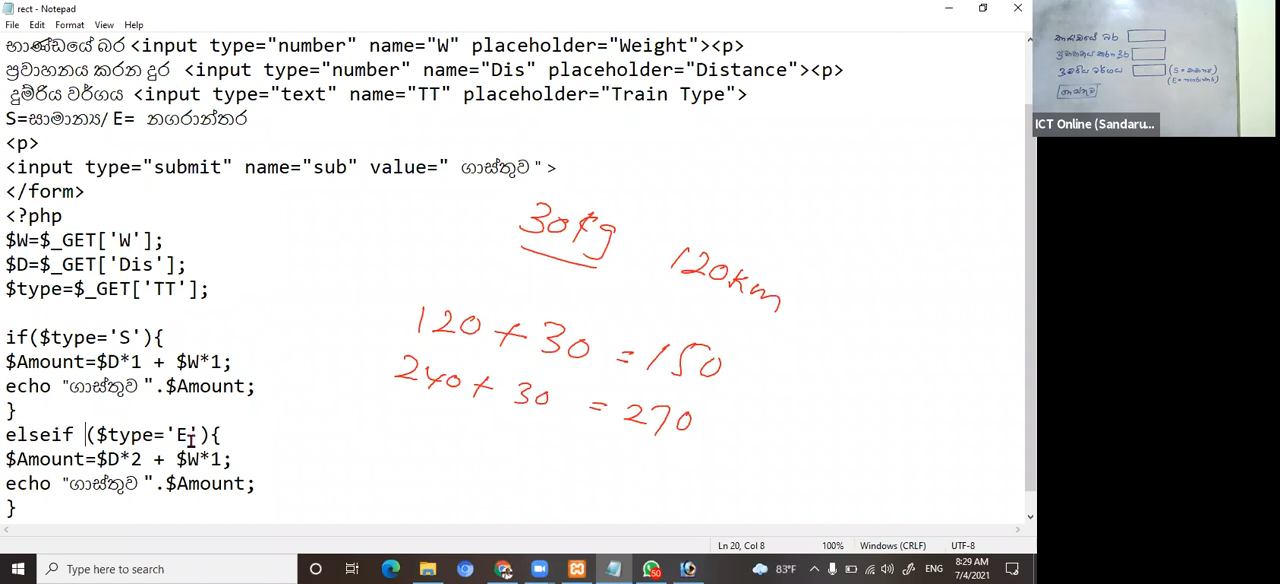 rect - Notepad
File Edit Format View Help
භාණ්ඩයේ බර <input type="number" name="W" placeholder="Weight"><p>
ප්‍රවාහනය කරන දුර <input type="number" name="Dis" placeholder="Distance"><p>
දුම්රිය වර්ගය <input type="text" name="TT" placeholder="Train Type">
S=සාමාන්‍ය/ E= නගරාන්තර
<p>
<input type="submit" name="sub" value=" ගාස්තුව " >
</form>
<?php
$W=$_GET['W'];
$D=$_GET['Dis'];
$type=$_GET['TT'];
if($type='S'){
$Amount=$D*1 + $W*1;
echo "ගාස්තුව ".$Amount;
}
elseif ($type='E'){
$Amount=$D*2 + $W*1;
echo "ගාස්තුව ".$Amount;
}
30kg
120km
120 + 30 = 150
240 + 30 = 270
භාණ්ඩයේ බර
දුම්රිය වර්ගය
ගාස්තුව
ICT Online (Sandaru...
Ln 20, Col 8 100% Windows (CRLF) UTF-8
Type here to search
50
83°F ENG
8:29 AM
7/4/2021